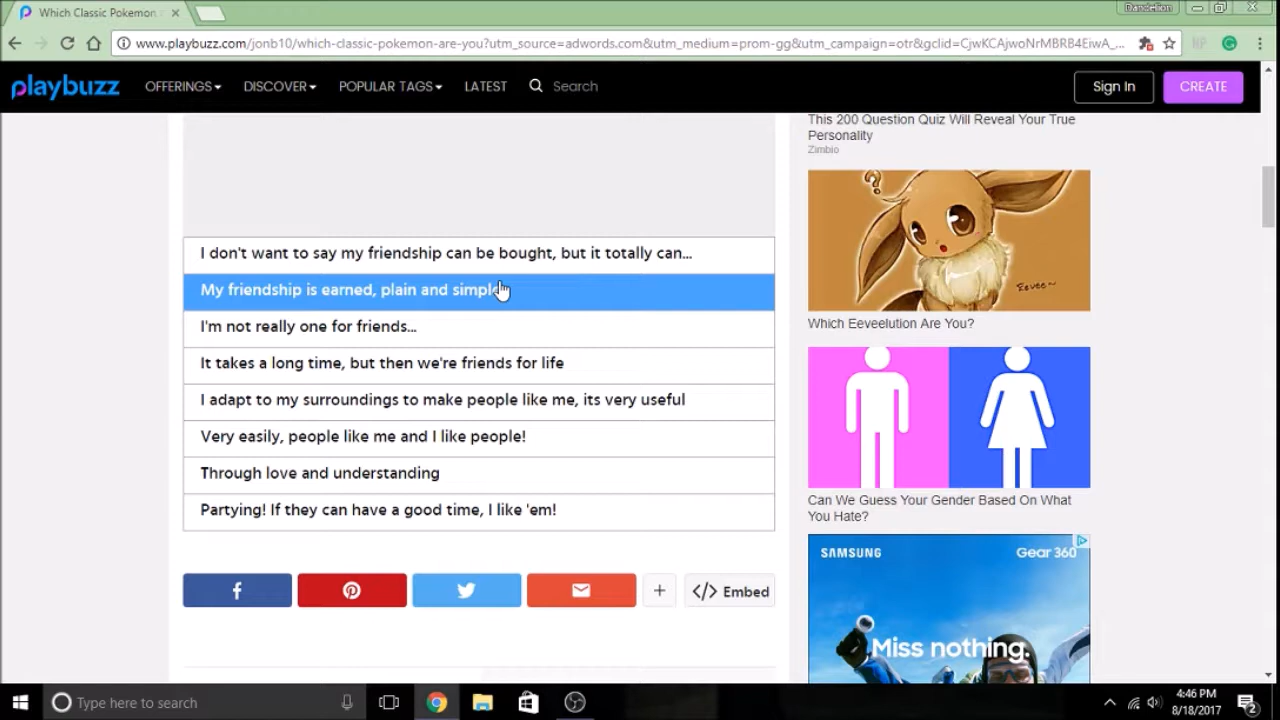 Which Classic Pokemon
Dandelion
www.playbuzz.com/jonb10/which-classic-pokemon-are-you?utm_source=adwords.com&utm_medium=prom-gg&utm_campaign=otr&gclid=CjwKCAjwoNrMBRB4EiwA_...
playbuzz
OFFERINGS
DISCOVER
POPULAR TAGS
LATEST
Search
Sign In
CREATE
This 200 Question Quiz Will Reveal Your True
Personality
Zimbio
I don't want to say my friendship can be bought, but it totally can...
My friendship is earned, plain and simple
I'm not really one for friends...
It takes a long time, but then we're friends for life
I adapt to my surroundings to make people like me, its very useful
Very easily, people like me and I like people!
Through love and understanding
Partying! If they can have a good time, I like 'em!
?
Eevee~
Which Eeveelution Are You?
Can We Guess Your Gender Based On What
You Hate?
</> Embed
SAMSUNG
Gear 360
Miss nothing.
Type here to search
4:46 PM
8/18/2017
2